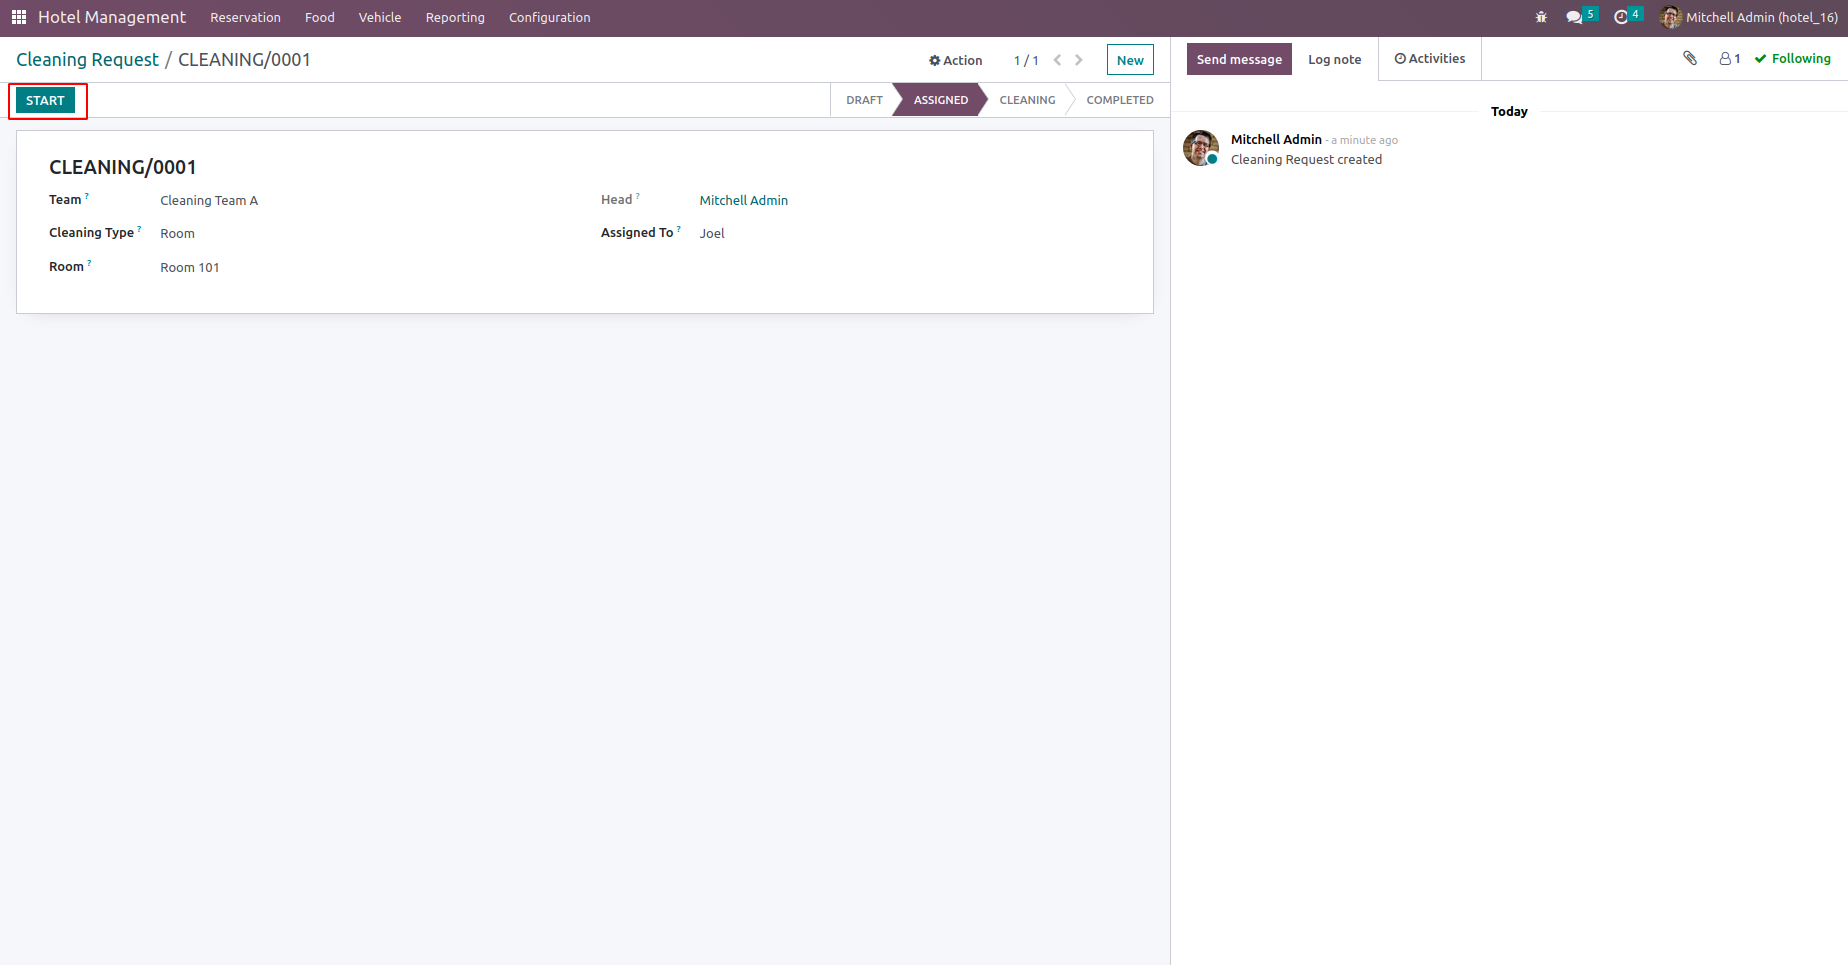 Hotel Management Reservation Food Vehicle Reporting Configuration 5 4 Mitchell Admin (hotel_16)
Cleaning Request / CLEANING/0001 Action 1 / 1 New
Send message Log note Activities 1 Following
START DRAFT ASSIGNED CLEANING COMPLETED
Today
CLEANING/0001
Team ? Cleaning Team A Head ? Mitchell Admin
Cleaning Type ? Room Assigned To ? Joel
Room ? Room 101
Mitchell Admin - a minute ago
Cleaning Request created